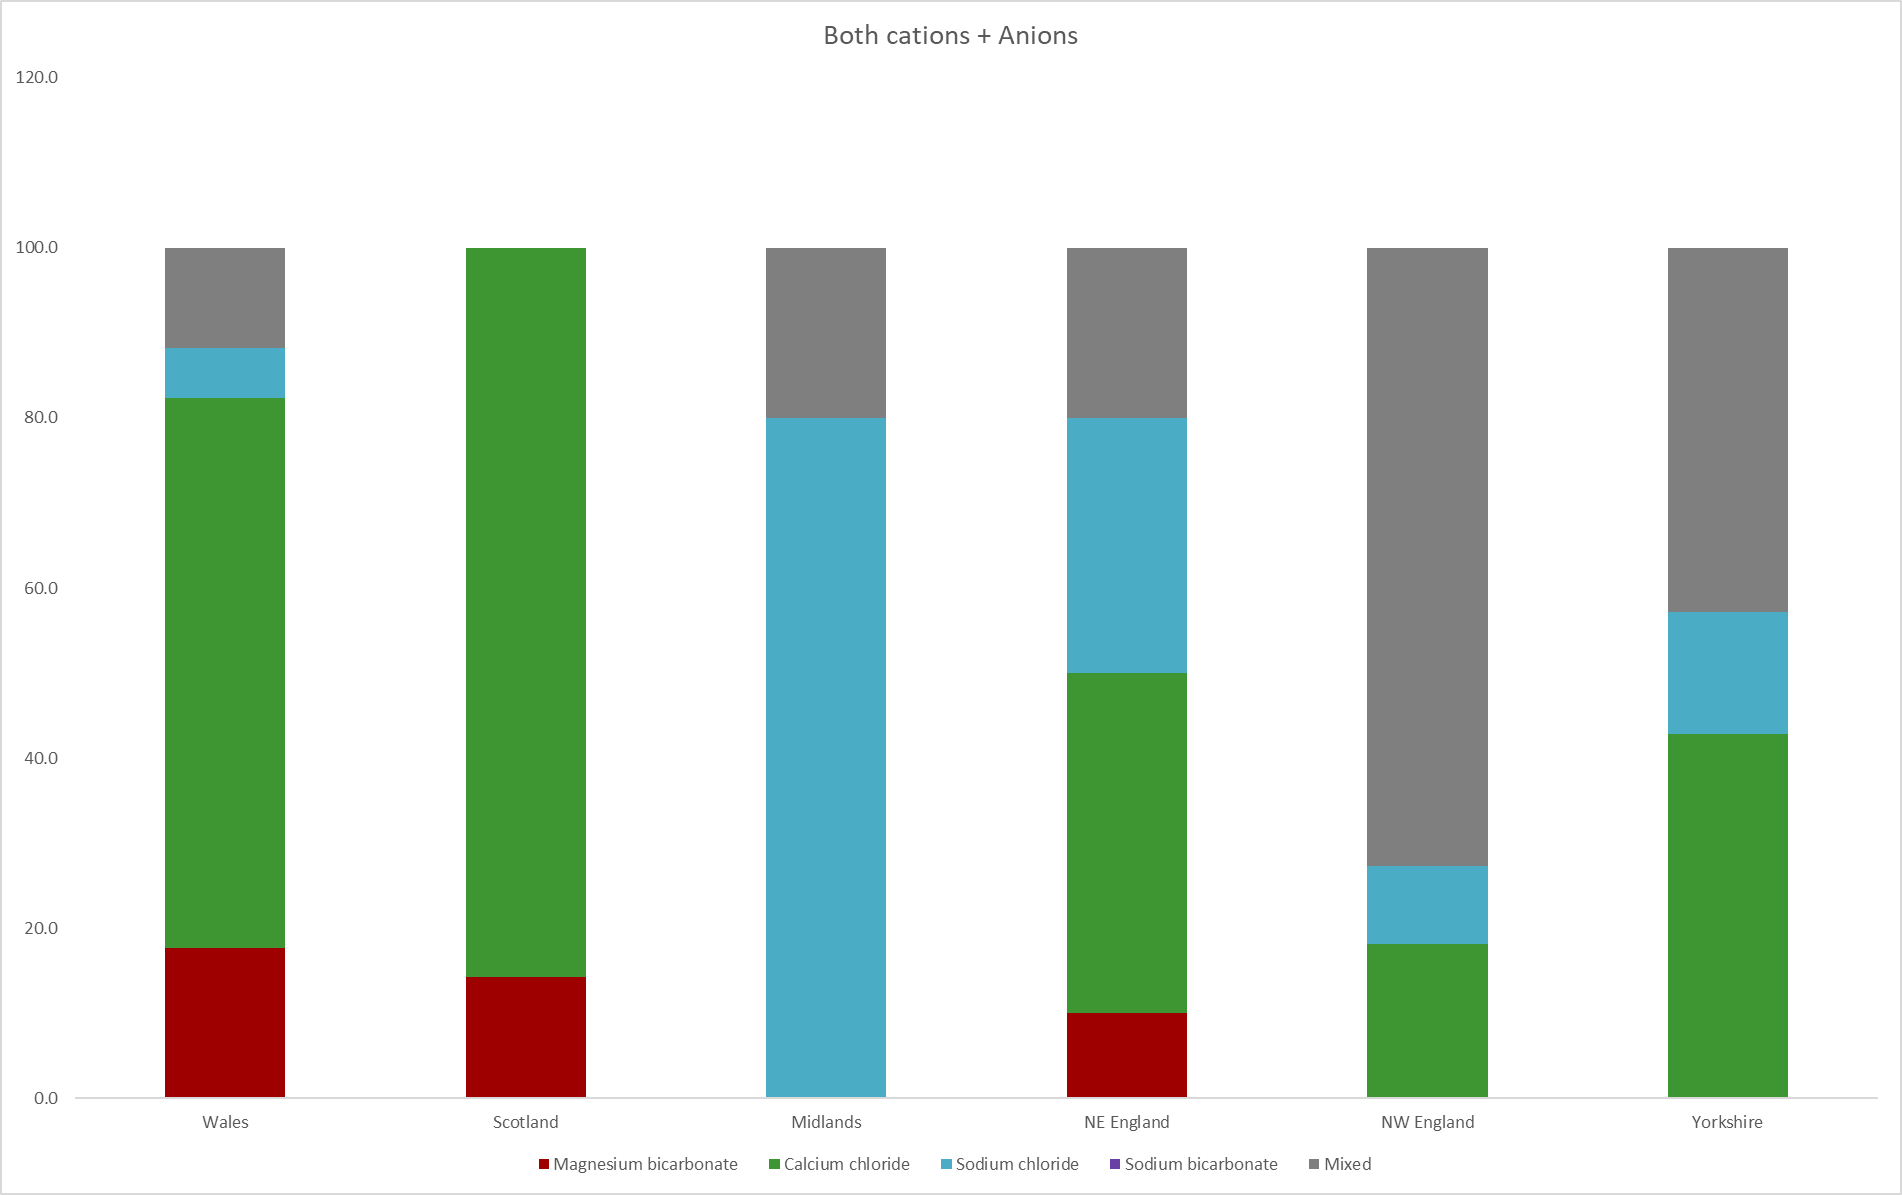 Both cations + Anions
120.0
100.0
80.0
60.0
40.0
20.0
0.0
Wales Scotland Midlands NE England NW England Yorkshire
Magnesium bicarbonate Calcium chloride Sodium chloride Sodium bicarbonate Mixed